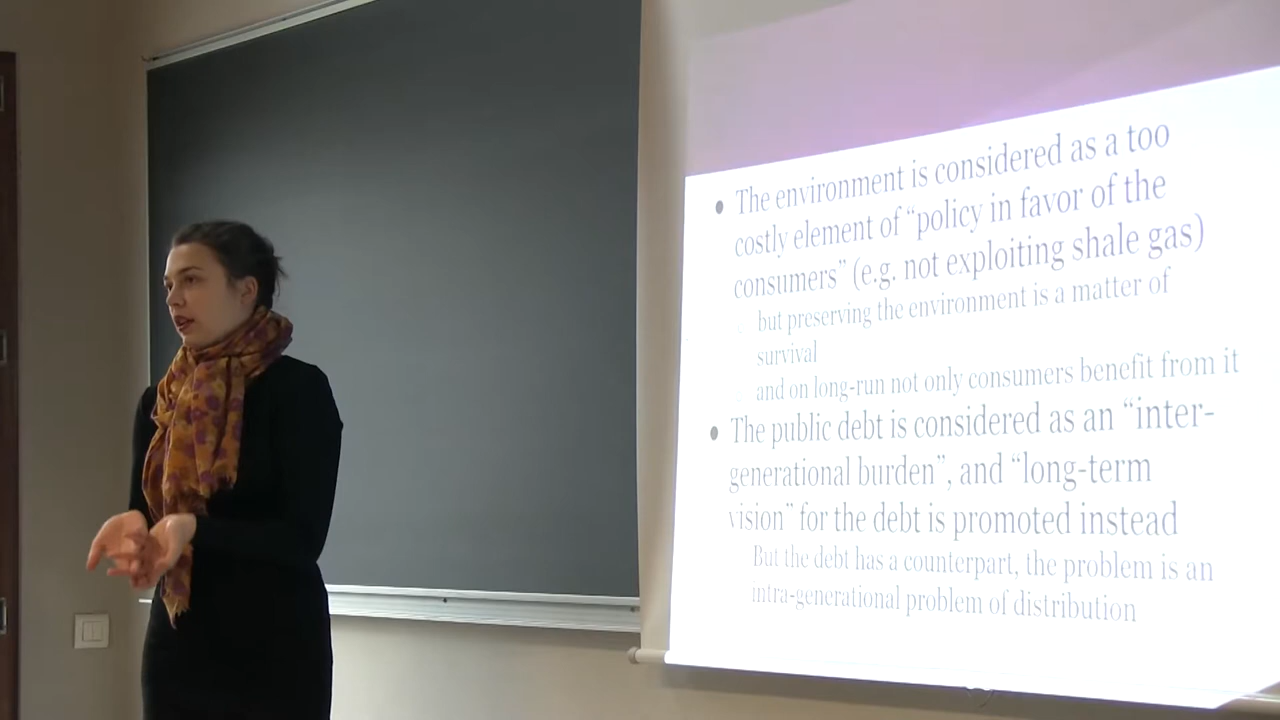 • The environment is considered as a too
costly element of “policy in favor of the
consumers” (e.g. not exploiting shale gas)
but preserving the environment is a matter of
survival
and on long-run not only consumers benefit from it
• The public debt is considered as an “inter-
generational burden”, and “long-term
vision” for the debt is promoted instead
But the debt has a counterpart, the problem is an
intra-generational problem of distribution